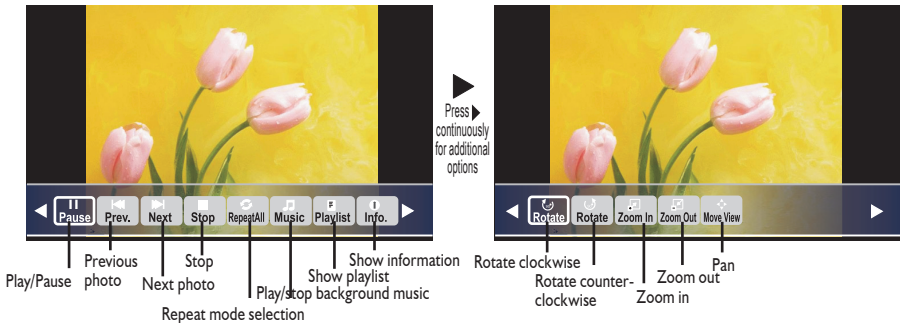 Pause Prev. Next Stop RepeatAll Music Playlist Info.
Play/Pause
Previous
photo
Next photo
Stop
Repeat mode selection
Play/stop background music
Show playlist
Show information
Press
continuously
for additional
options
Rotate Rotate Zoom In Zoom Out Move View
Rotate clockwise
Rotate counter-
clockwise
Zoom in
Zoom out
Pan